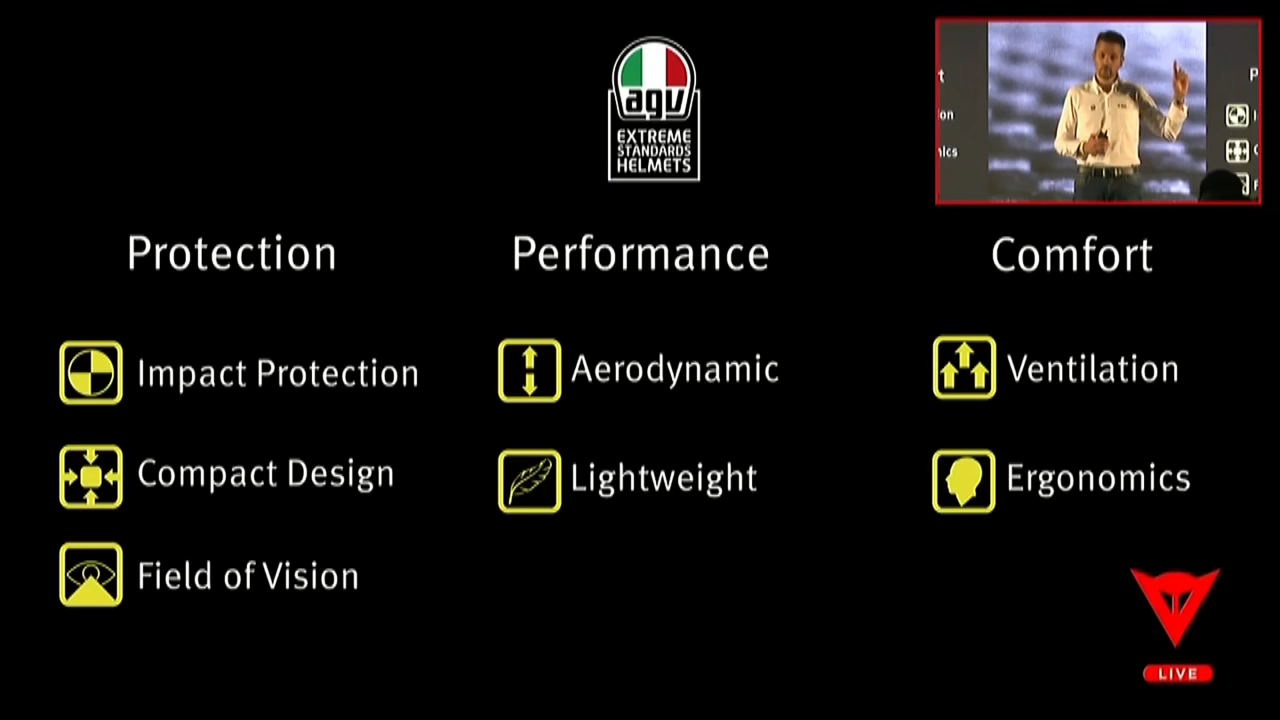 agv
EXTREME
STANDARDS
HELMETS
Protection
Performance
Comfort
Impact Protection
Aerodynamic
Ventilation
Compact Design
Lightweight
Ergonomics
Field of Vision
LIVE